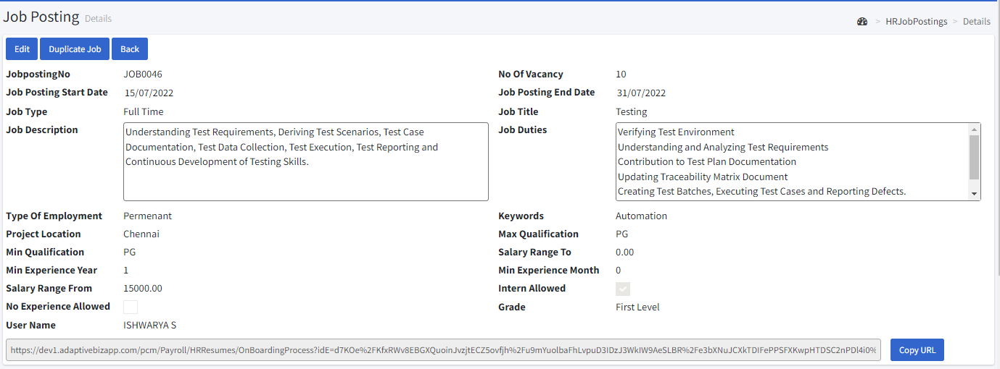 Job Posting Details
> HRJobPostings > Details
Edit Duplicate Job Back
JobpostingNo JOB0046 No Of Vacancy 10
Job Posting Start Date 15/07/2022 Job Posting End Date 31/07/2022
Job Type Full Time Job Title Testing
Job Description
Understanding Test Requirements, Deriving Test Scenarios, Test Case
Documentation, Test Data Collection, Test Execution, Test Reporting and
Continuous Development of Testing Skills.
Job Duties
Verifying Test Environment
Understanding and Analyzing Test Requirements
Contribution to Test Plan Documentation
Updating Traceability Matrix Document
Creating Test Batches, Executing Test Cases and Reporting Defects.
Type Of Employment Permenant Keywords Automation
Project Location Chennai Max Qualification PG
Min Qualification PG Salary Range To 0.00
Min Experience Year 1 Min Experience Month 0
Salary Range From 15000.00 Intern Allowed
No Experience Allowed Grade First Level
User Name ISHWARYA S
https://dev1.adaptivebizapp.com/pcm/Payroll/HRResumes/OnBoardingProcess?idE=d7KOe%2FKfxRWv8EBGXQuoinJvzjtECZ5ovfjh%2Fu9mYuolbaFhLvpuD3IDzJ3WkIW9AeSLBR%2Fe3bXNuJCXkTDIFePPSFXKwpHTDSC2nPDl4i0% Copy URL